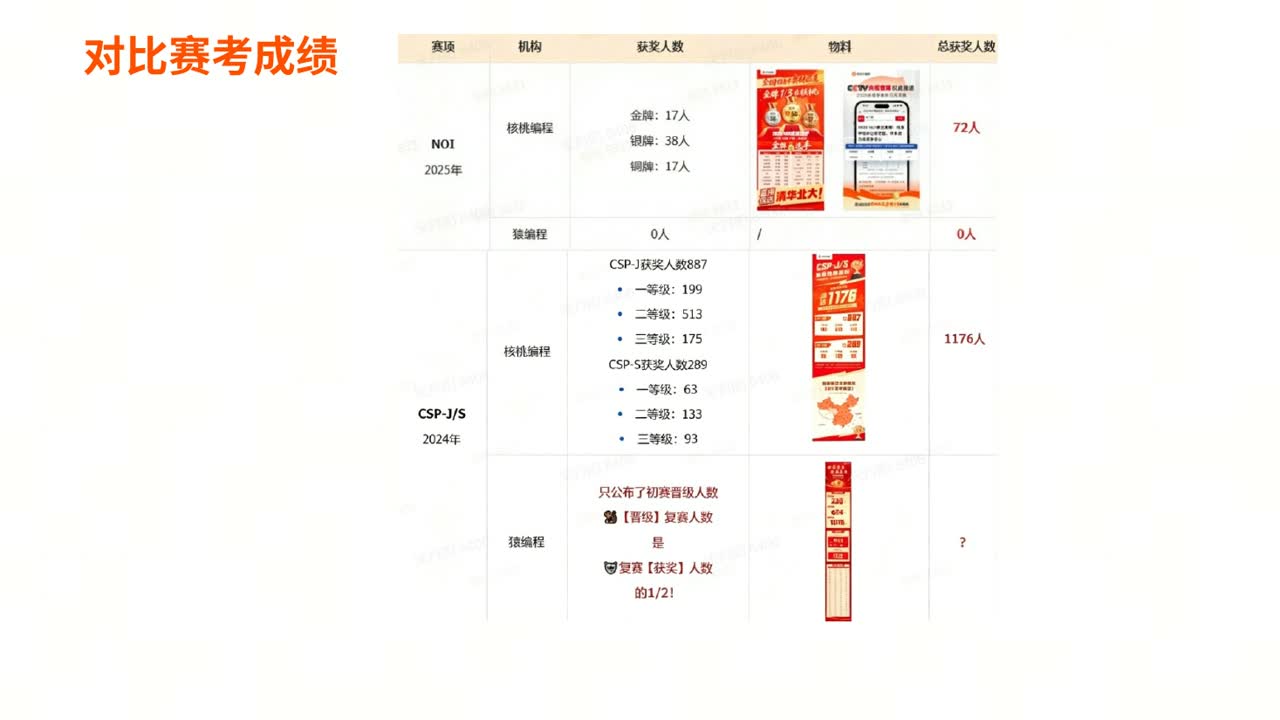 对比赛考成绩
赛项 机构 获奖人数 物料 总获奖人数
NOI
2025年
核桃编程
金牌：17人
银牌：38人
铜牌：17人
清华北大！
72人
猿编程 0人 / 0人
CSP-J/S
2024年
核桃编程
CSP-J获奖人数887
• 一等级：199
• 二等级：513
• 三等级：175
CSP-S获奖人数289
• 一等级：63
• 二等级：133
• 三等级：93
CSP-J/S
1176
1176人
猿编程
只公布了初赛晋级人数
【晋级】复赛人数
是
复赛【获奖】人数
的1/2！
?